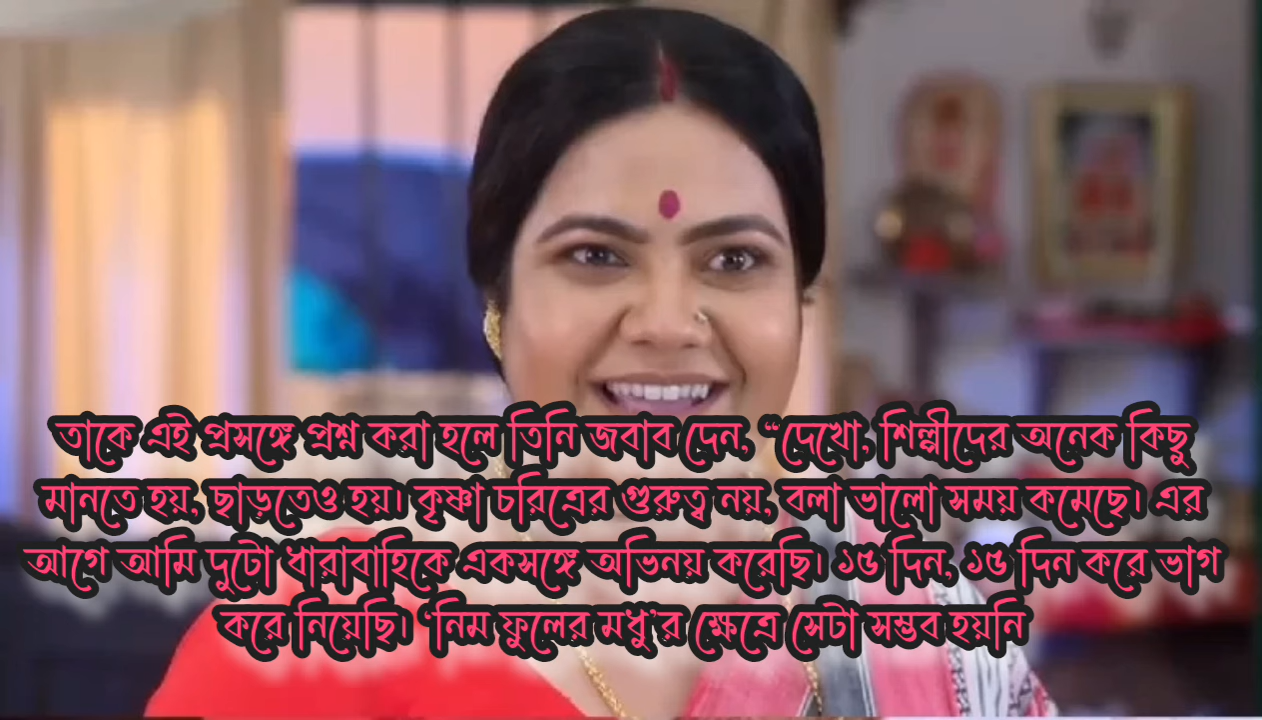 তাকে এই প্রসঙ্গে প্রশ্ন করা হলে তিনি জবাব দেন, “দেখো, শিল্পীদের অনেক কিছু
মানতে হয়, ছাড়তেও হয়। কৃষ্ণা চরিত্রের গুরুত্ব নয়, বলা ভালো সময় কমেছে। এর
আগে আমি দুটো ধারাবাহিকে একসঙ্গে অভিনয় করেছি। ১৫ দিন, ১৫ দিন করে ভাগ
করে নিয়েছি। ‘নিম ফুলের মধু’র ক্ষেত্রে সেটা সম্ভব হয়নি